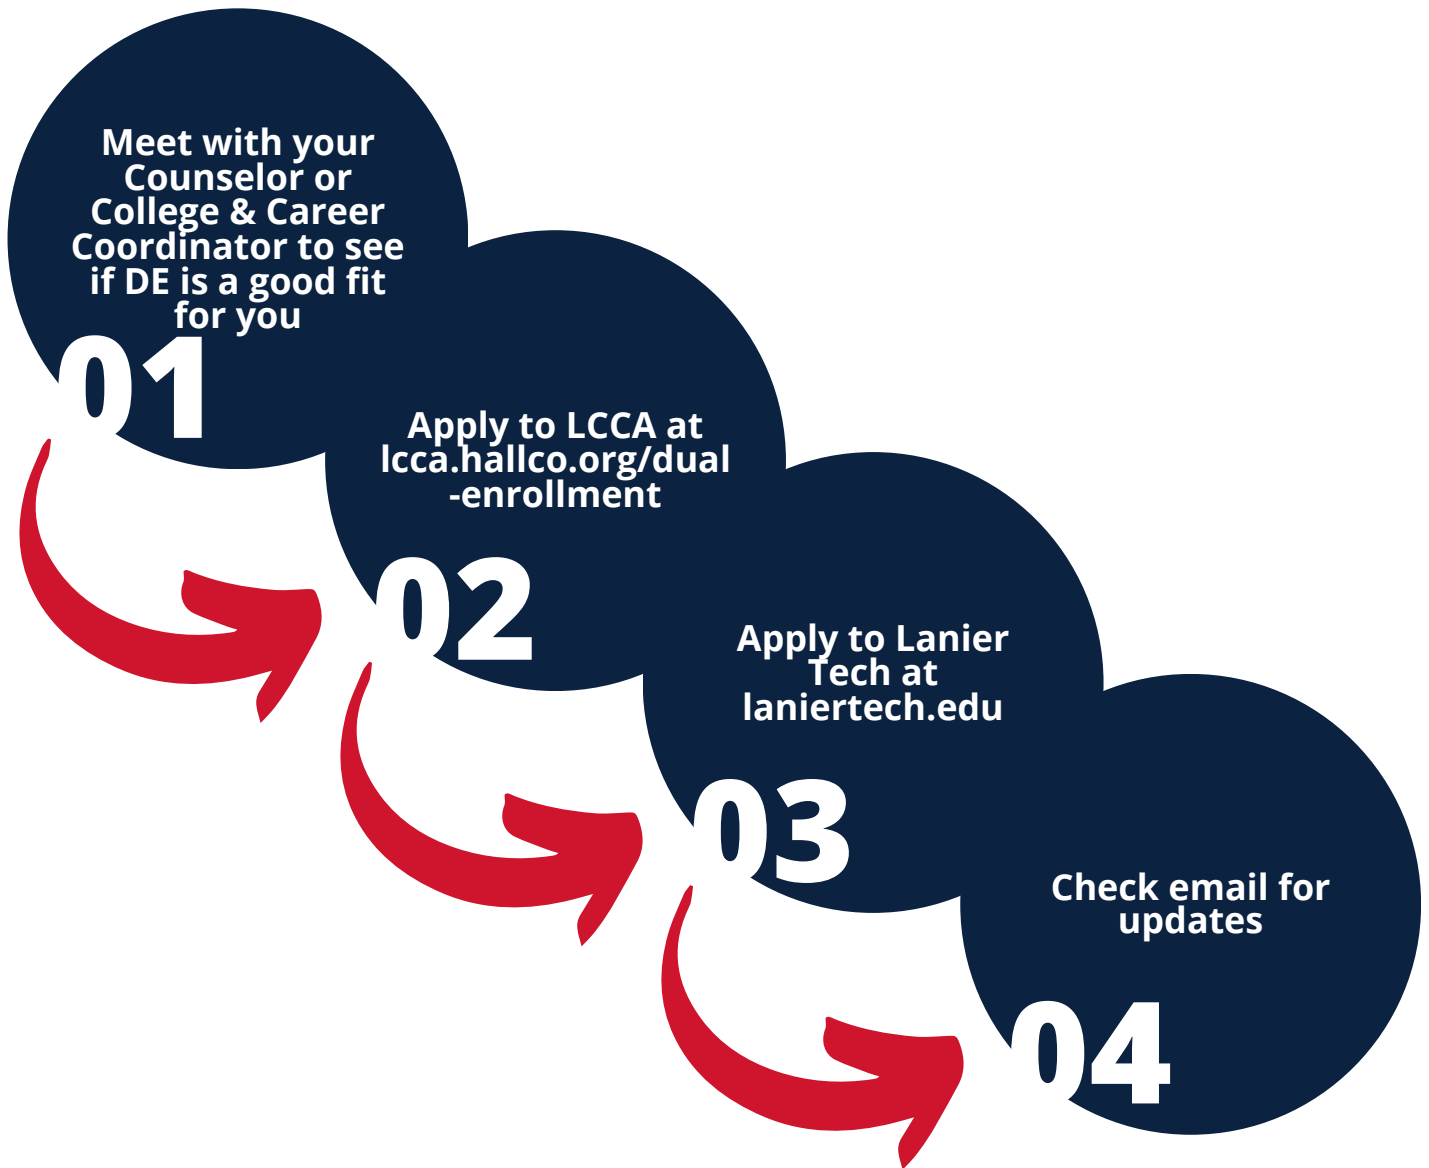 Meet with your
Counselor or
College & Career
Coordinator to see
if DE is a good fit
for you
01
Apply to LCCA at
lcca.hallco.org/dual
-enrollment
02
Apply to Lanier
Tech at
laniertech.edu
03
Check email for
updates
04